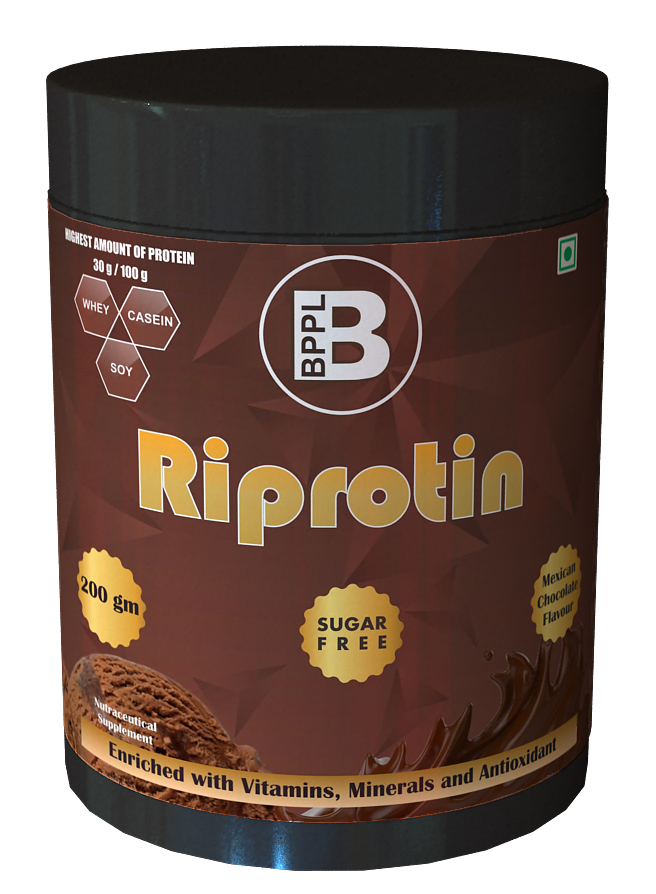 HIGHEST AMOUNT OF PROTEIN
30 g / 100 g
WHEY
CASEIN
SOY
BPPL
B
Riprotin
200 gm
SUGAR
FREE
Mexican
Chocolate
Flavour
Nutraceutical
Supplement
Enriched with Vitamins, Minerals and Antioxidant